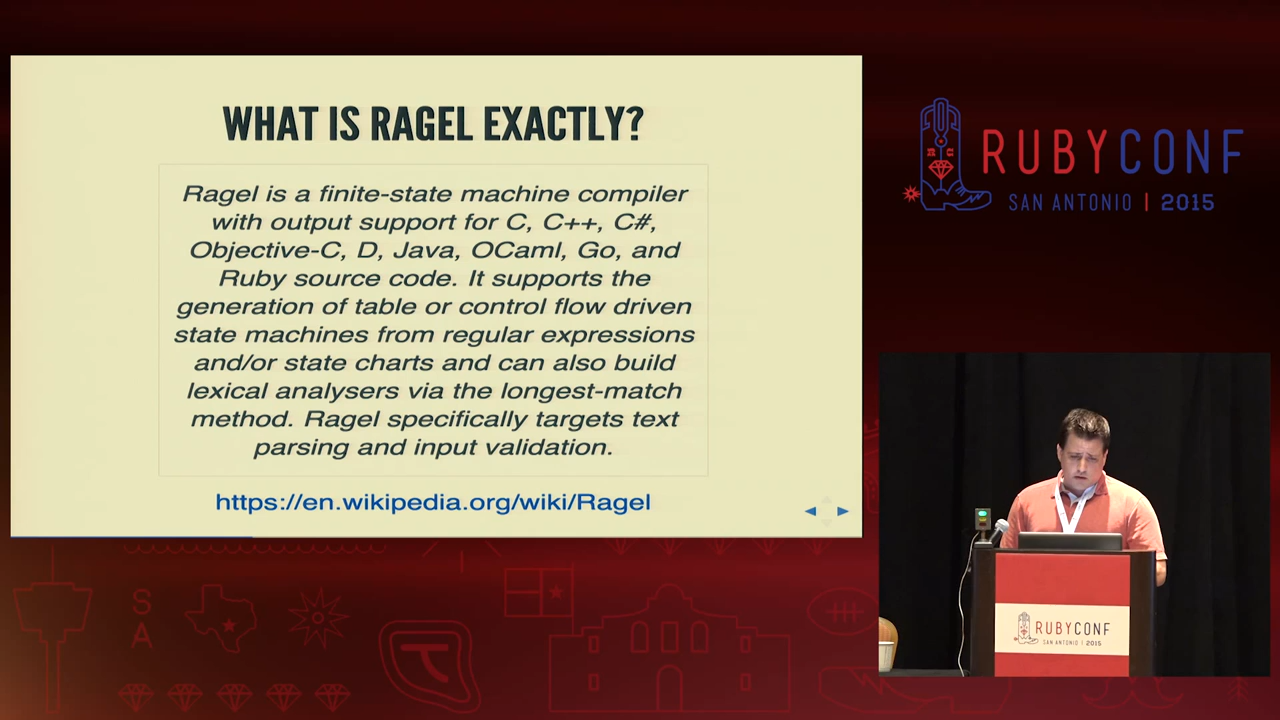 WHAT IS RAGEL EXACTLY?
Ragel is a finite-state machine compiler
with output support for C, C++, C#,
Objective-C, D, Java, OCaml, Go, and
Ruby source code. It supports the
generation of table or control flow driven
state machines from regular expressions
and/or state charts and can also build
lexical analysers via the longest-match
method. Ragel specifically targets text
parsing and input validation.
https://en.wikipedia.org/wiki/Ragel
RUBYCONF
SAN ANTONIO | 2015
RUBYCONF
SAN ANTONIO | 2015
S
A